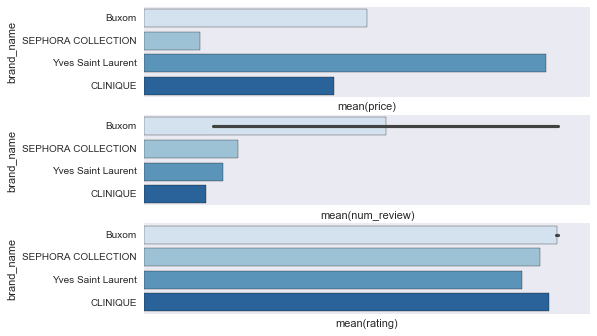 brand_name
Buxom
SEPHORA COLLECTION
Yves Saint Laurent
CLINIQUE
mean(price)
brand_name
Buxom
SEPHORA COLLECTION
Yves Saint Laurent
CLINIQUE
mean(num_review)
brand_name
Buxom
SEPHORA COLLECTION
Yves Saint Laurent
CLINIQUE
mean(rating)